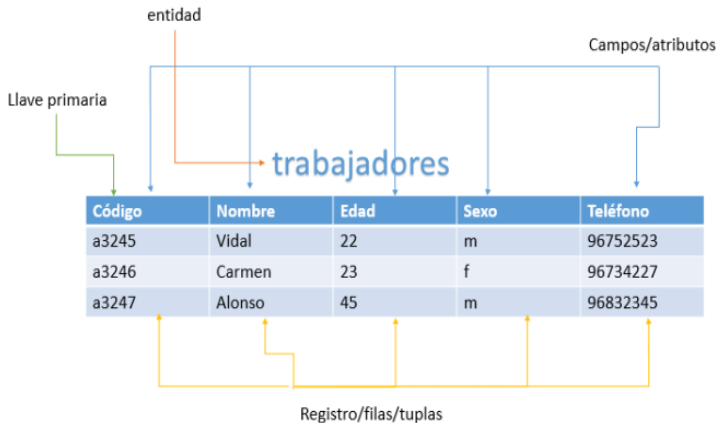 entidad
Campos/atributos
Llave primaria
trabajadores
Código Nombre Edad Sexo Teléfono
a3245 Vidal 22 m 96752523
a3246 Carmen 23 f 96734227
a3247 Alonso 45 m 96832345
Registro/filas/tuplas